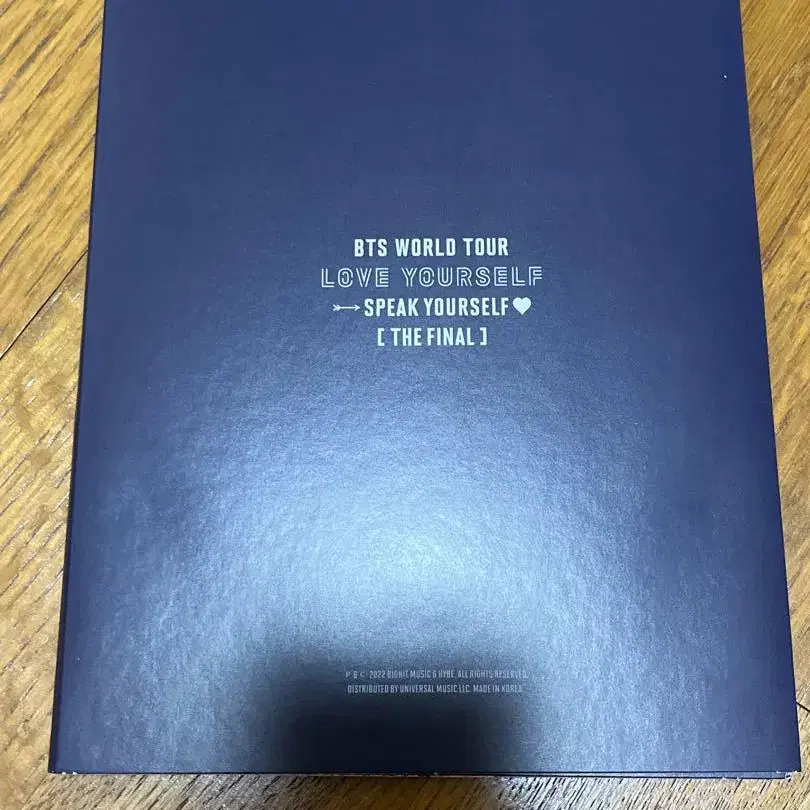 BTS WORLD TOUR
LOVE YOURSELF
SPEAK YOURSELF♥
[ THE FINAL ]
℗ & © 2022 BIGHIT MUSIC & HYBE. ALL RIGHTS RESERVED.
DISTRIBUTED BY UNIVERSAL MUSIC LLC. MADE IN KOREA